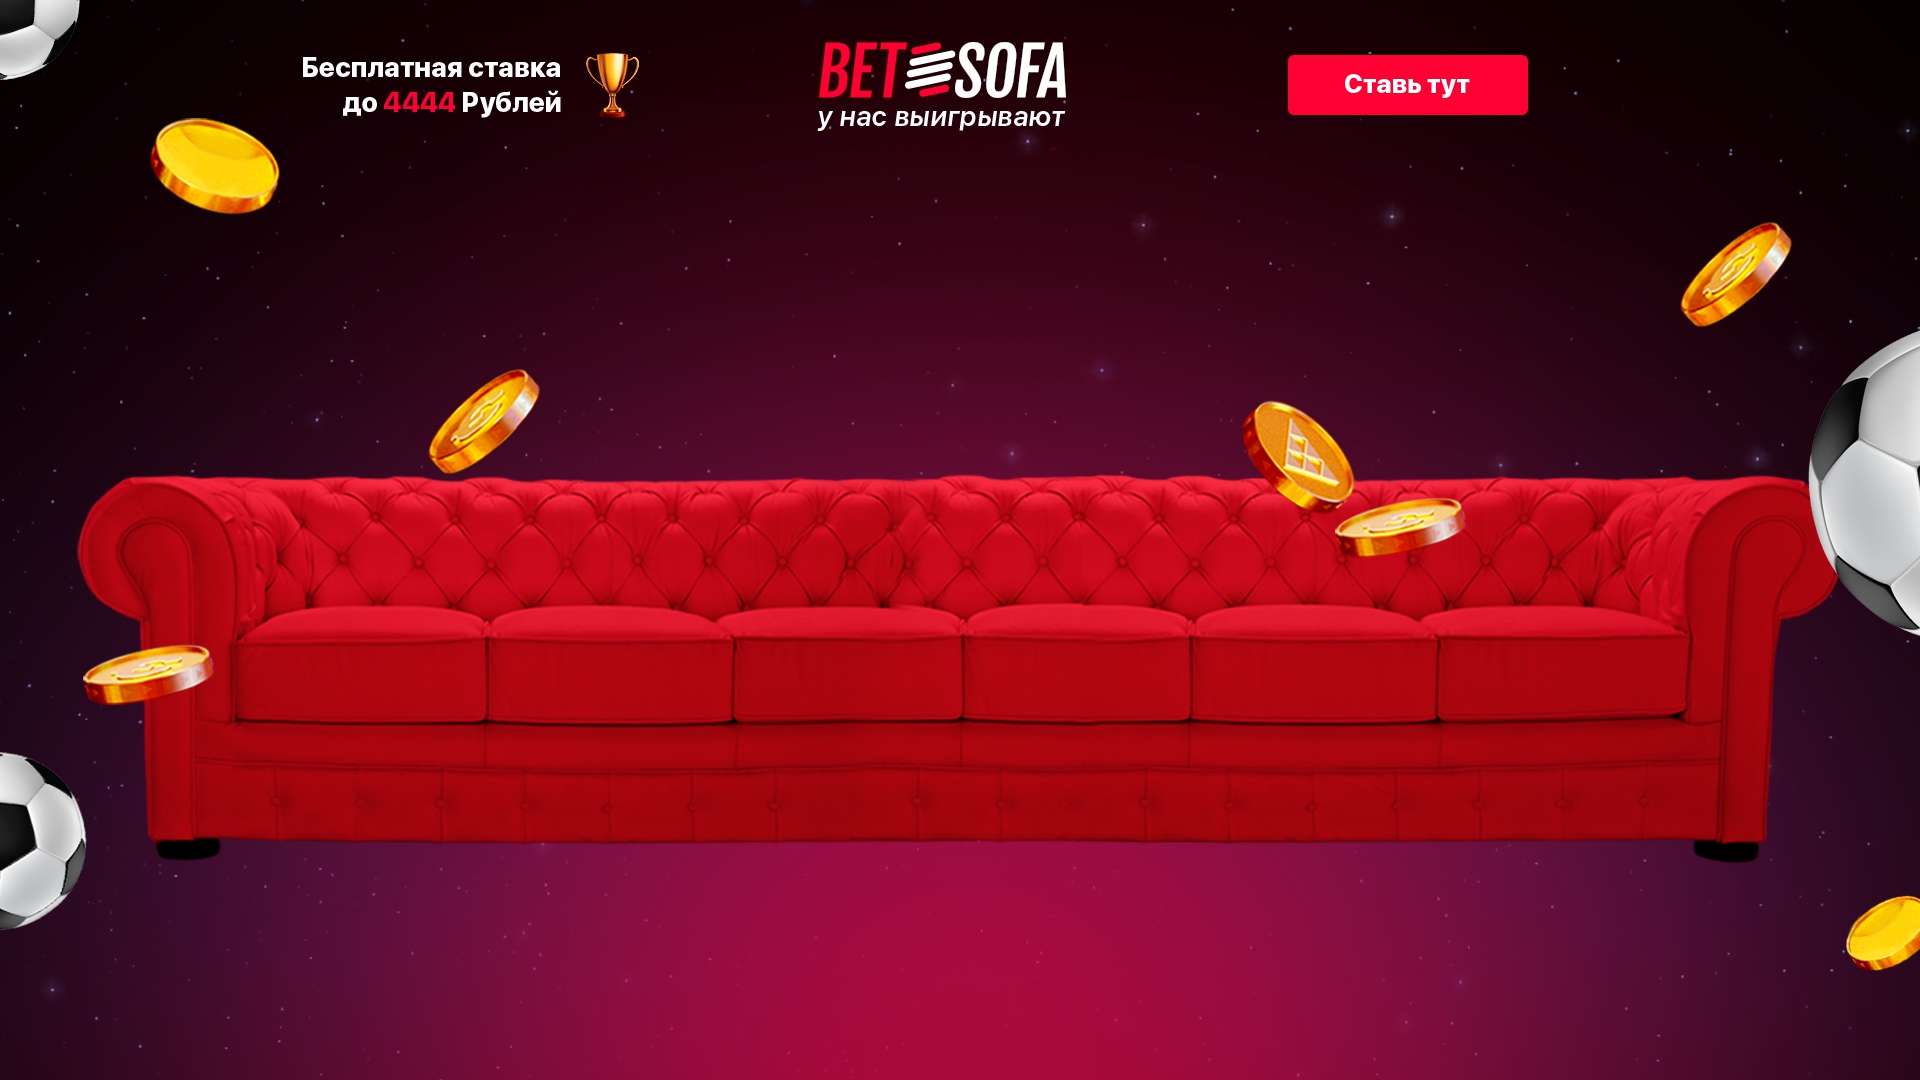 Бесплатная ставка
до 4444 Рублей
BET SOFA
у нас выигрывают
Ставь тут